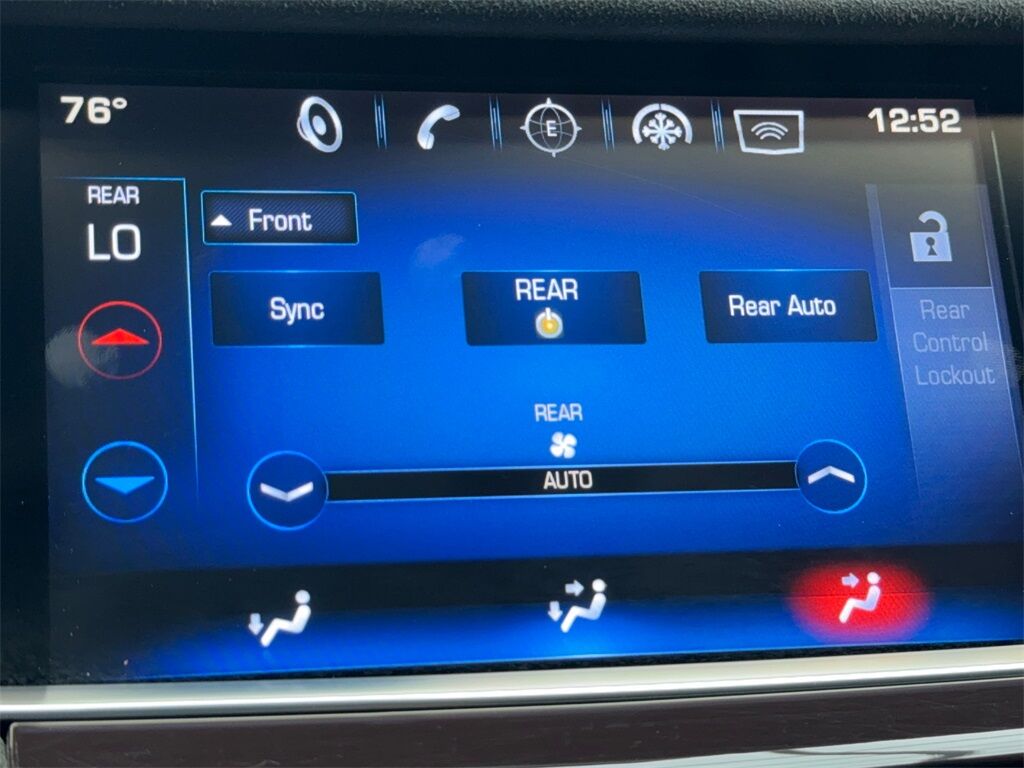 76°
E
12:52
REAR
LO
Front
Sync
REAR
Rear Auto
Rear
Control
Lockout
REAR
AUTO